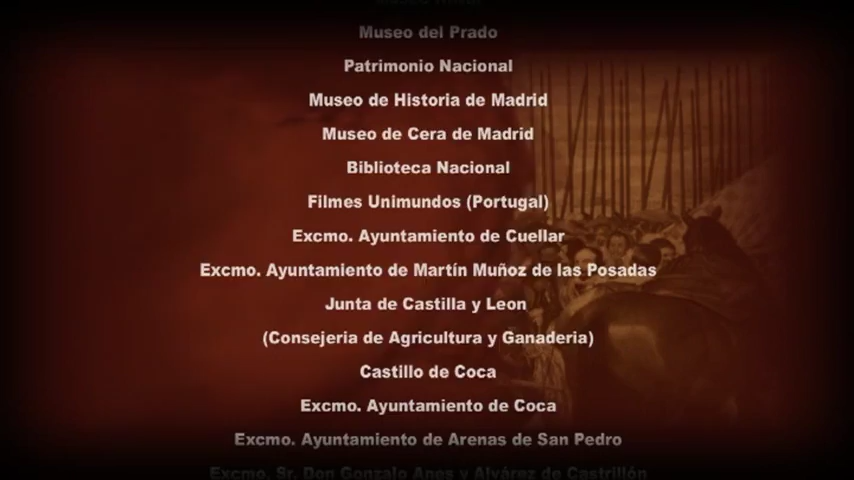 Museo del Prado
Patrimonio Nacional
Museo de Historia de Madrid
Museo de Cera de Madrid
Biblioteca Nacional
Filmes Unimundos (Portugal)
Excmo. Ayuntamiento de Cuellar
Excmo. Ayuntamiento de Martín Muñoz de las Posadas
Junta de Castilla y Leon
(Consejeria de Agricultura y Ganaderia)
Castillo de Coca
Excmo. Ayuntamiento de Coca
Excmo. Ayuntamiento de Arenas de San Pedro
Excmo. Sr. Don Gonzalo Anes y Alvárez de Castrillón